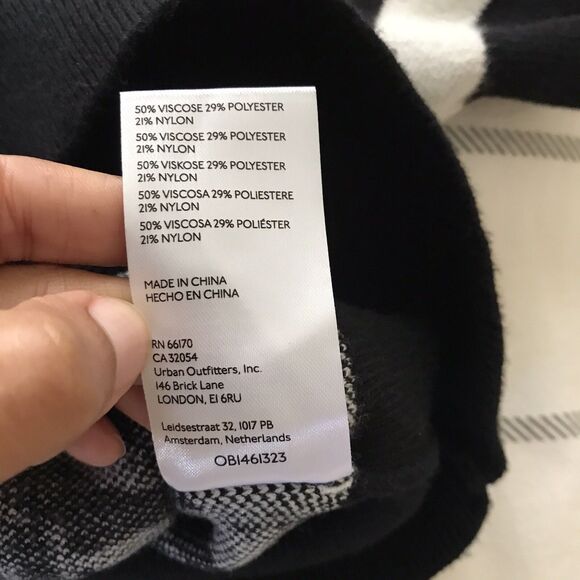 50% VISCOSE 29% POLYESTER
21% NYLON
50% VISCOSE 29% POLYESTER
21% NYLON
50% VISKOSE 29% POLYESTER
21% NYLON
50% VISCOSA 29% POLIESTERE
21% NYLON
50% VISCOSA 29% POLIÉSTER
21% NYLON
MADE IN CHINA
HECHO EN CHINA
RN 66170
CA 32054
Urban Outfitters, Inc.
146 Brick Lane
LONDON, E1 6RU
Leidsestraat 32, 1017 PB
Amsterdam, Netherlands
OB1461323